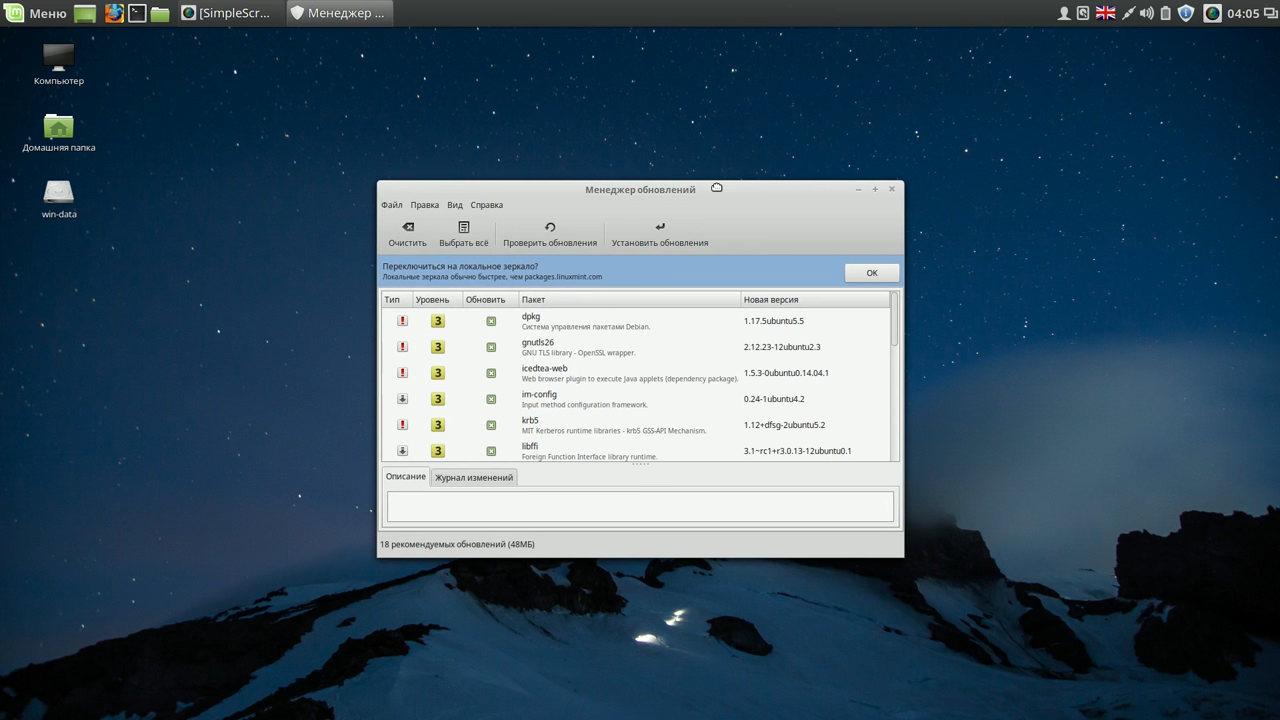 Меню
[SimpleScr...
Менеджер ...
04:05
Компьютер
Домашняя папка
win-data
Менеджер обновлений
Файл Правка Вид Справка
Очистить Выбрать всё Проверить обновления Установить обновления
Переключиться на локальное зеркало?
Локальные зеркала обычно быстрее, чем packages.linuxmint.com
OK
Тип Уровень Обновить Пакет Новая версия
3 dpkg 1.17.5ubuntu5.5
Система управления пакетами Debian.
3 gnutls26 2.12.23-12ubuntu2.3
GNU TLS library - OpenSSL wrapper.
3 icedtea-web 1.5.3-0ubuntu0.14.04.1
Web browser plugin to execute Java applets (dependency package).
3 im-config 0.24-1ubuntu4.2
Input method configuration framework.
3 krb5 1.12+dfsg-2ubuntu5.2
MIT Kerberos runtime libraries - krb5 GSS-API Mechanism.
3 libffi 3.1~rc1+r3.0.13-12ubuntu0.1
Foreign Function Interface library runtime.
Описание Журнал изменений
18 рекомендуемых обновлений (48МБ)